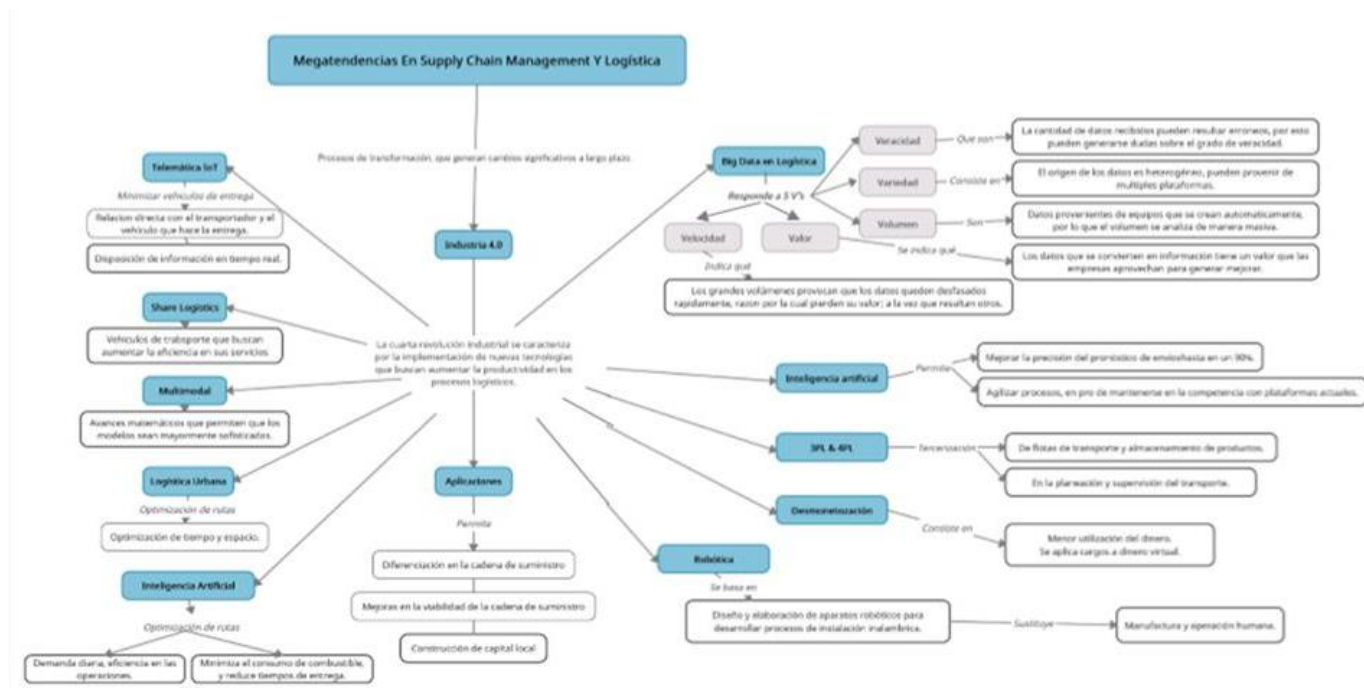 Megatendencias En Supply Chain Management Y Logística
Procesos de transformación, que generan cambios significativos a largo plazo.
Industria 4.0
La cuarta revolución industrial se caracteriza
por la implementación de nuevas tecnologías
que buscan aumentar la productividad en los
procesos logísticos.
Telemática IoT
Minimizar vehículos de entrega
Relacion directa con el transportador y el
vehículo que hace la entrega.
Disposición de información en tiempo real.
Share Logistics
Vehículos de trabsporte que buscan
aumentar la eficiencia en sus servicios
Multimodal
Avances matemáticos que permiten que los
modelos sean mayormente sofisticados.
Logística Urbana
Optimización de rutas
Optimización de tiempo y espacio.
Inteligencia Artificial
Optimización de rutas
Demanda diaria, eficiencia en las
operaciones.
Minimiza el consumo de combustible,
y reduce tiempos de entrega.
Aplicaciones
Permite
Diferenciación en la cadena de suministro
Mejoras en la viabilidad de la cadena de suministro
Construcción de capital local
Big Data en Logística
Responde a 5 V's
Veracidad
Que son
La cantidad de datos recibidos pueden resultar erroneos, por esto
pueden generarse dudas sobre el grado de veracidad.
Variedad
Consiste en
El origen de los datos es heterogéneo, pueden provenir de
multiples plataformas.
Volumen
Son
Datos provenientes de equipos que se crean automáticamente,
por lo que el volumen se analiza de manera masiva.
Velocidad
Indica qué
Los grandes volúmenes provocan que los datos queden desfasados
rapidamente, razon por la cual pierden su valor; a la vez que resultan otros.
Valor
Se indica qué
Los datos que se convierten en información tiene un valor que las
empresas aprovechan para generar mejorar.
Inteligencia artificial
Permite
Mejorar la precisión del pronóstico de envioshasta en un 90%.
Agilizar procesos, en pro de mantenerse en la competencia con plataformas actuales.
3PL & 4PL
Tercerización
De flotas de transporte y almacenamiento de productos.
En la planeación y supervisión del transporte.
Desmonetización
Consiste en
Menor utilización del dinero.
Se aplica cargos a dinero virtual.
Robótica
Se basa en
Diseño y elaboración de aparatos robóticos para
desarrollar procesos de instalación inalambrica.
Sustituye
Manufactura y operación humana.